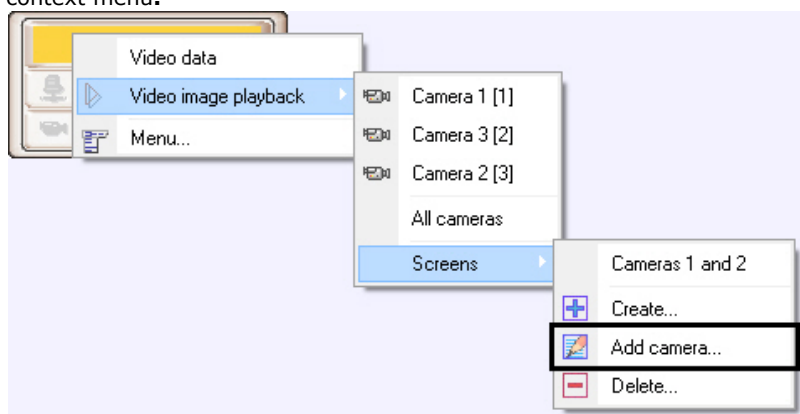 context menu.
Video data
Video image playback
Menu...
Camera 1 [1]
Camera 3 [2]
Camera 2 [3]
All cameras
Screens
Cameras 1 and 2
Create...
Add camera...
Delete...